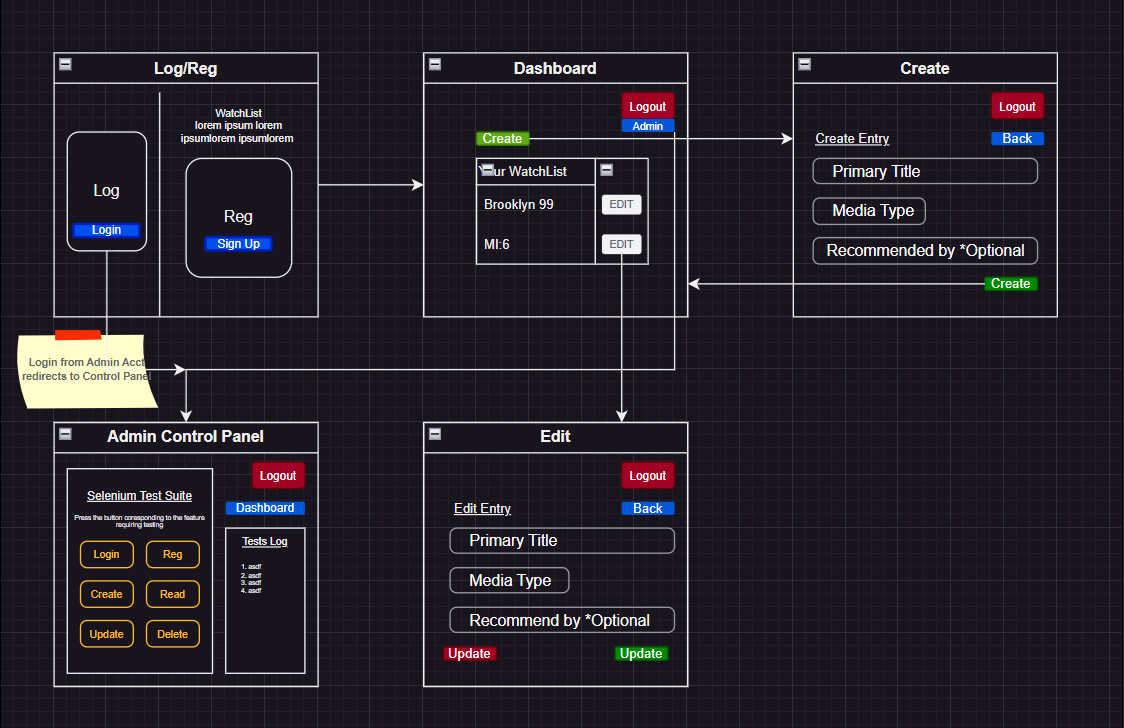 Log/Reg
WatchList
lorem ipsum lorem
ipsumlorem ipsumlorem
Log
Login
Reg
Sign Up
Dashboard
Logout
Admin
Create
Your WatchList
Brooklyn 99
EDIT
MI:6
EDIT
Create
Logout
Create Entry
Back
Primary Title
Media Type
Recommended by *Optional
Create
Login from Admin Acct
redirects to Control Panel
Admin Control Panel
Logout
Dashboard
Selenium Test Suite
Press the button coresponding to the feature
requiring testing
Login
Reg
Create
Read
Update
Delete
Tests Log
1. asdf
2. asdf
3. asdf
4. asdf
Edit
Logout
Edit Entry
Back
Primary Title
Media Type
Recommend by *Optional
Update
Update